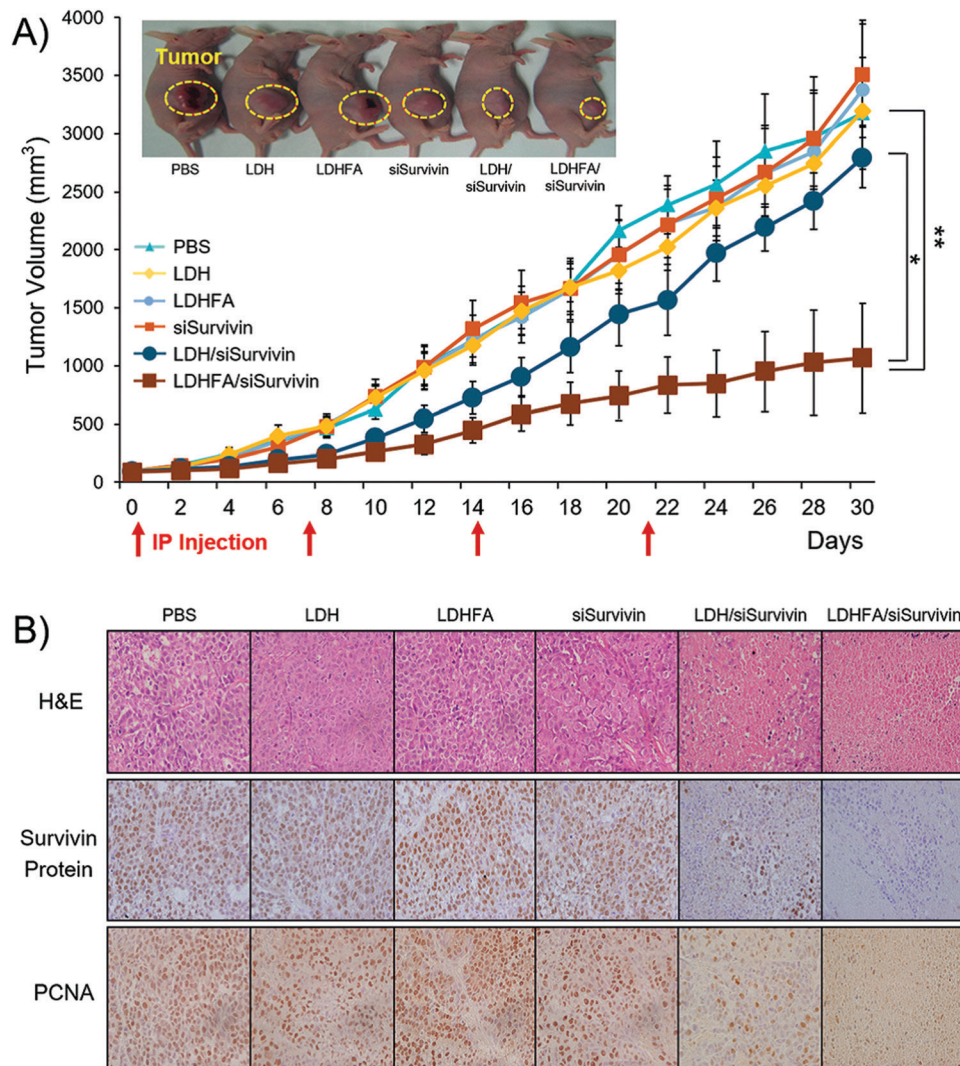 A)
Tumor
PBS LDH LDHFA siSurvivin LDH/ LDHFA/
siSurvivin siSurvivin
Tumor Volume (mm³)
4000
3500
3000
2500
2000
1500
1000
500
0
PBS
LDH
LDHFA
siSurvivin
LDH/siSurvivin
LDHFA/siSurvivin
*
**
0 2 4 6 8 10 12 14 16 18 20 22 24 26 28 30
IP Injection
Days
B)
PBS LDH LDHFA siSurvivin LDH/siSurvivin LDHFA/siSurvivin
H&E
Survivin
Protein
PCNA